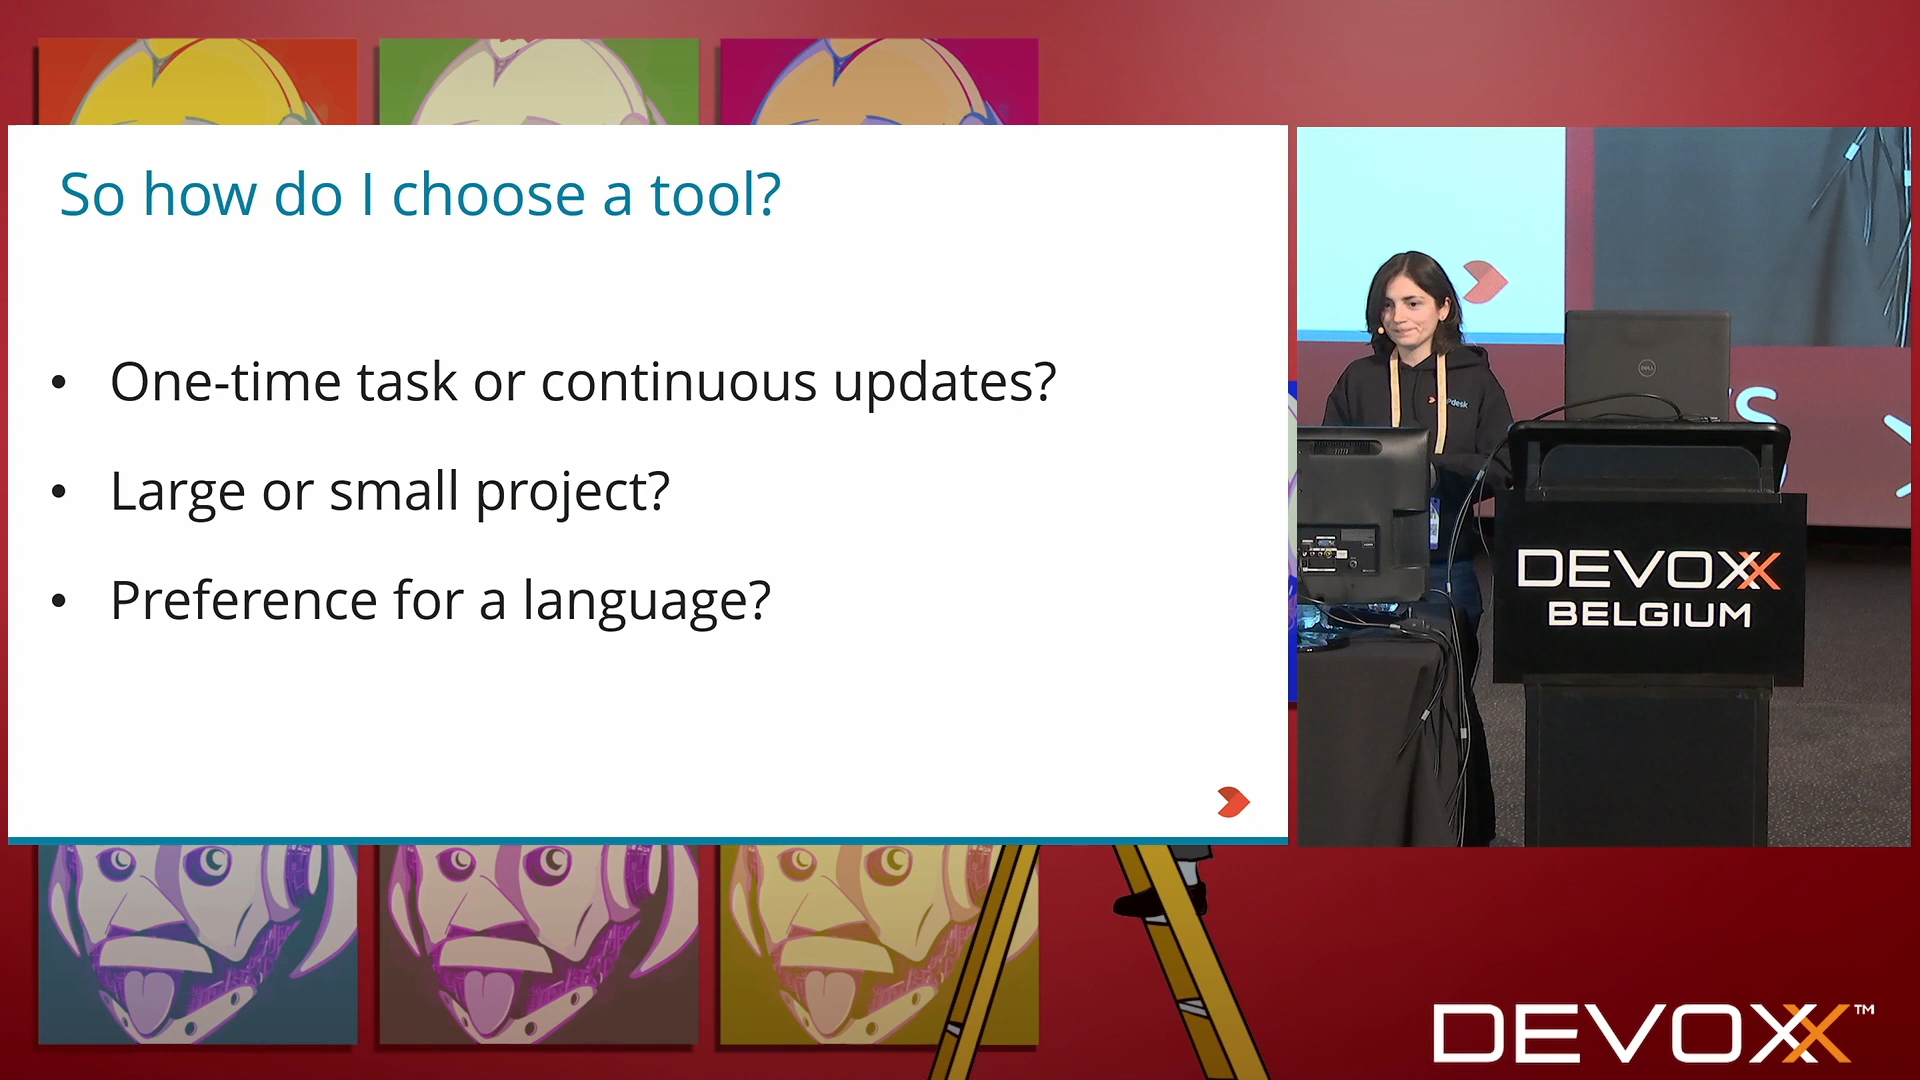 So how do I choose a tool?
• One-time task or continuous updates?
• Large or small project?
• Preference for a language?
DELL
DEVOXX
BELGIUM
DEVOXX™